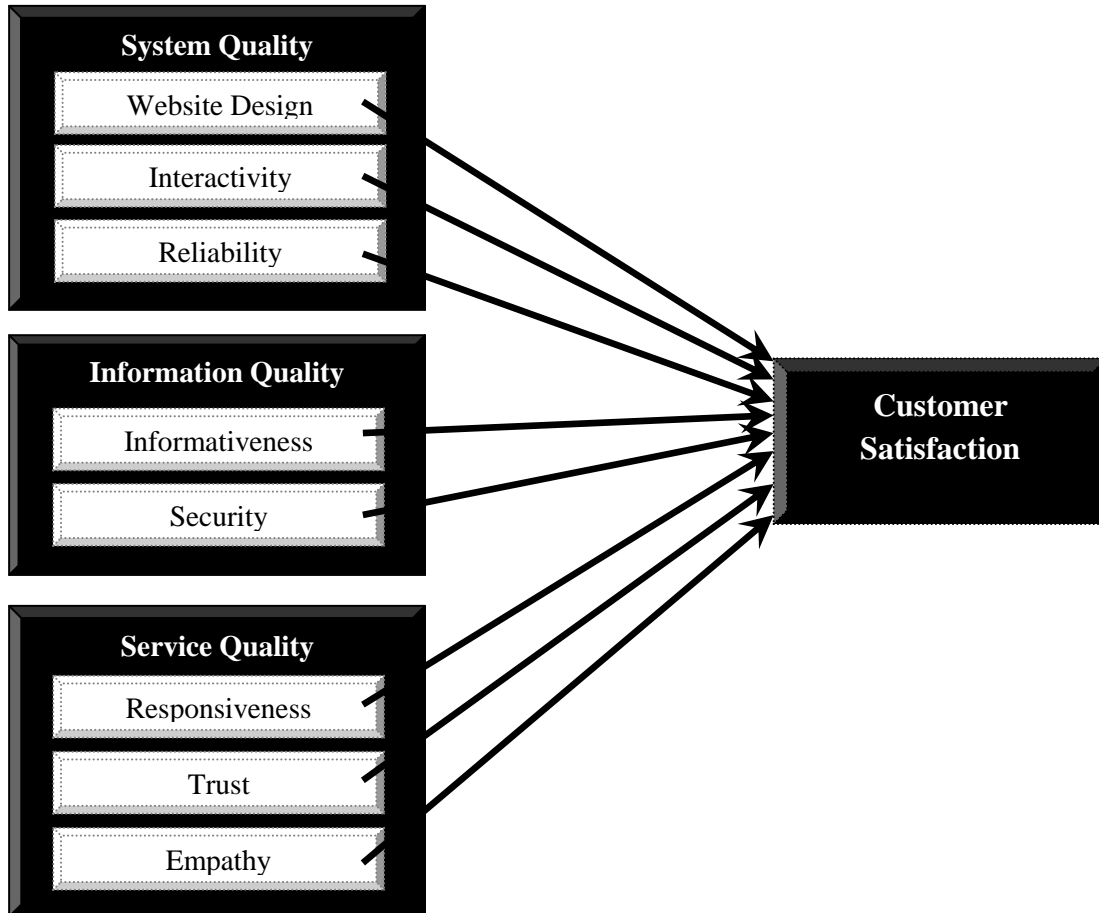 System Quality
Website Design
Interactivity
Reliability
Information Quality
Informativeness
Security
Service Quality
Responsiveness
Trust
Empathy
Customer
Satisfaction